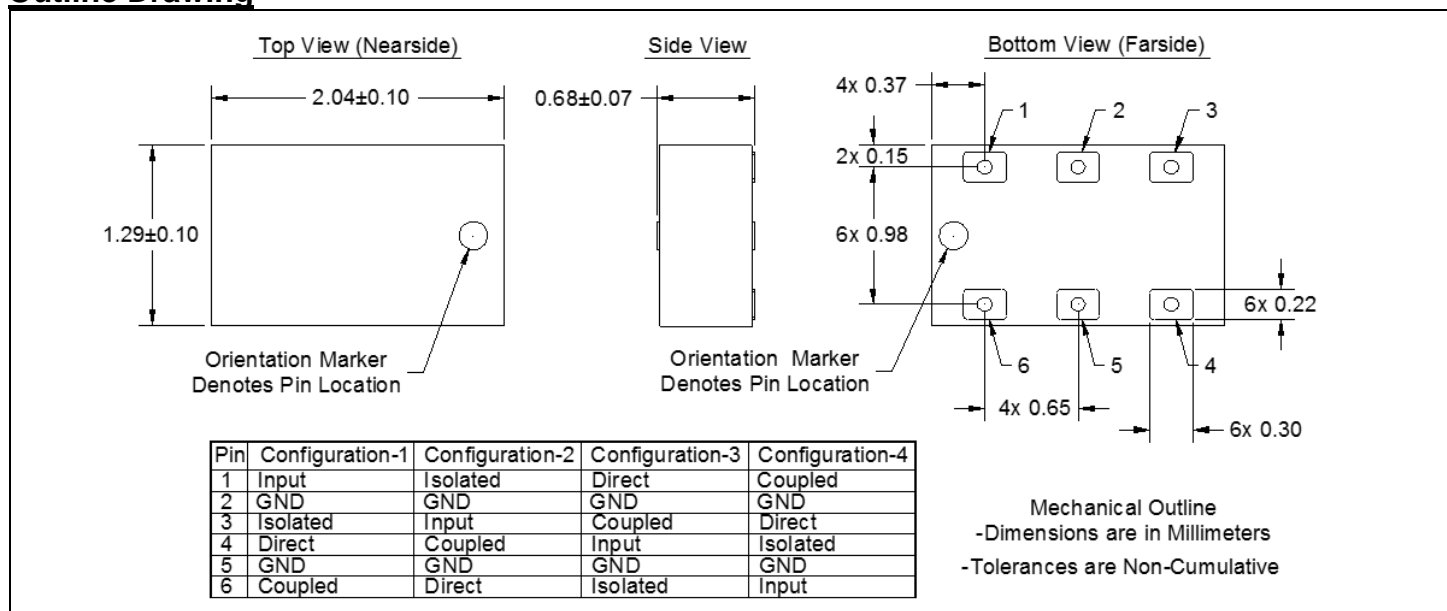 Outline Drawing
Top View (Nearside)
Side View
Bottom View (Farside)
2.04±0.10
0.68±0.07
4x 0.37
1
2
3
2x 0.15
1.29±0.10
6x 0.98
6x 0.22
Orientation Marker
Denotes Pin Location
Orientation Marker
Denotes Pin Location
6
5
4
4x 0.65
6x 0.30
Pin Configuration-1 Configuration-2 Configuration-3 Configuration-4
1 Input Isolated Direct Coupled
2 GND GND GND GND
3 Isolated Input Coupled Direct
4 Direct Coupled Input Isolated
5 GND GND GND GND
6 Coupled Direct Isolated Input
Mechanical Outline
-Dimensions are in Millimeters
-Tolerances are Non-Cumulative